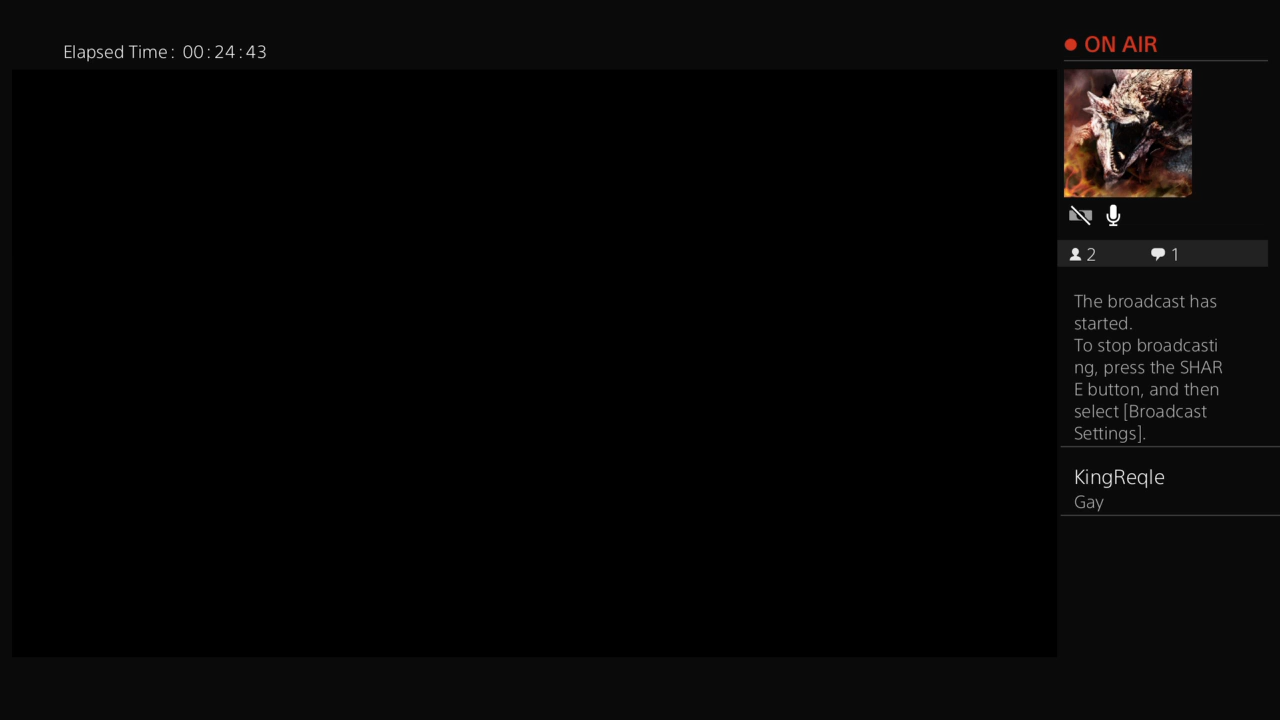 Elapsed Time: 00:24:43
ON AIR
2 1
The broadcast has
started.
To stop broadcasti
ng, press the SHAR
E button, and then
select [Broadcast
Settings].
KingReqle
Gay